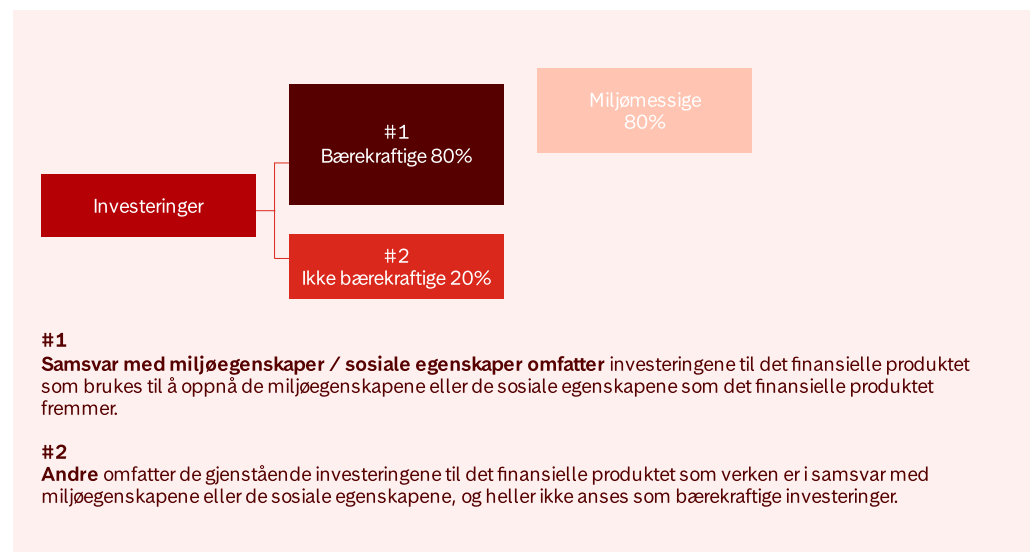 Miljømessige
80%
#1
Bærekraftige 80%
Investeringer
#2
Ikke bærekraftige 20%
#1
Samsvar med miljøegenskaper / sosiale egenskaper omfatter investeringene til det finansielle produktet
som brukes til å oppnå de miljøegenskapene eller de sosiale egenskapene som det finansielle produktet
fremmer.
#2
Andre omfatter de gjenstående investeringene til det finansielle produktet som verken er i samsvar med
miljøegenskapene eller de sosiale egenskapene, og heller ikke anses som bærekraftige investeringer.